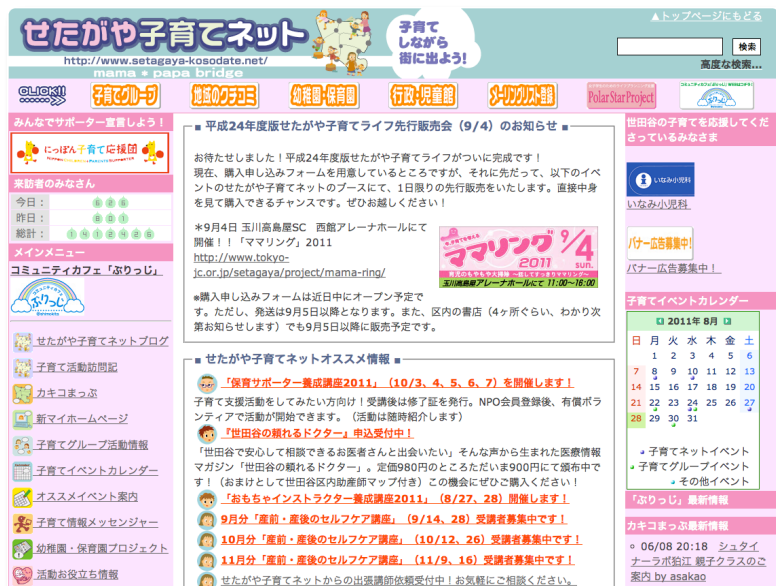 ▲トップページにもどる
せたがや子育てネット
http://www.setagaya-kosodate.net/
mama * papa bridge
子育て
しながら
街に出よう!
検索
高度な検索...
CLICK!!
子育てグループ
地域のクチコミ
幼稚園・保育園
行政・児童館
メーリングリスト登録
Polar Star Project
ぶりっじ
みんなでサポーター宣言しよう!
にっぽん子育て応援団
来訪者のみなさん
今日: 626
昨日: 801
総計: 1412426
メインメニュー
コミュニティカフェ「ぶりっじ」
ぶりっじ
せたがや子育てネットブログ
子育て活動訪問記
カキコまっぷ
新マイホームページ
子育てグループ活動情報
子育てイベントカレンダー
オススメイベント案内
子育て情報メッセンジャー
幼稚園・保育園プロジェクト
活動お役立ち情報
■ 平成24年度版せたがや子育てライフ先行販売会(9/4)のお知らせ ■
お待たせしました!平成24年度版せたがや子育てライフがついに完成です!
現在、購入申し込みフォームを用意しているところですが、それに先だって、以下のイベ
ントのせたがや子育てネットのブースにて、1日限りの先行販売をいたします。直接中身
を見て購入できるチャンスです。ぜひお越しください!
*9月4日 玉川高島屋SC 西館アレーナホールにて
開催!!「ママリング」2011
http://www.tokyo-
jc.or.jp/setagaya/project/mama-ring/
ママリング 9/4
2011 sun.
玉川高島屋アレーナホールにて 11:00〜16:00
※購入申し込みフォームは近日中にオープン予定で
す。ただし、発送は9月5日以降となります。また、区内の書店(4ヶ所ぐらい、わかり次
第お知らせします)でも9月5日以降に販売予定です。
■ せたがや子育てネットオススメ情報 ■
「保育サポーター養成講座2011」(10/3、4、5、6、7)を開催します!
子育て支援活動をしてみたい方向け!受講後は修了証を発行。NPO会員登録後、有償ボラ
ンティアで活動が開始できます。(活動は随時紹介します)
『世田谷の頼れるドクター』申込受付中!
「世田谷で安心して相談できるお医者さんと出会いたい」そんな声から生まれた医療情報
マガジン「世田谷の頼れるドクター」。定価980円のところただいま900円にて頒布中で
す!(おまけとして世田谷区内助産師マップ付き)この機会にぜひご購入ください!
「おもちゃインストラクター養成講座2011」(8/27、28)開催します!
9月分「産前・産後のセルフケア講座」(9/14、28)受講者募集中です!
10月分「産前・産後のセルフケア講座」(10/12、26)受講者募集中です!
11月分「産前・産後のセルフケア講座」(11/9、16)受講者募集中です!
せたがや子育てネットからの出張講師依頼受付中!お気軽にご相談ください。
世田谷の子育てを応援してくだ
さっているみなさま
いなみ小児科
いなみ小児科
バナー広告募集中!
バナー広告募集中!
子育てイベントカレンダー
2011年 8月
日 月 火 水 木 金 土
1 2 3 4 5 6
7 8 9 10 11 12 13
14 15 16 17 18 19 20
21 22 23 24 25 26 27
28 29 30 31
子育てネットイベント
子育てグループイベント
その他イベント
「ぶりっじ」最新情報
カキコまっぷ最新情報
06/08 20:18 シュタイ
ナーラボ狛江 親子クラスのご
案内 by asakao